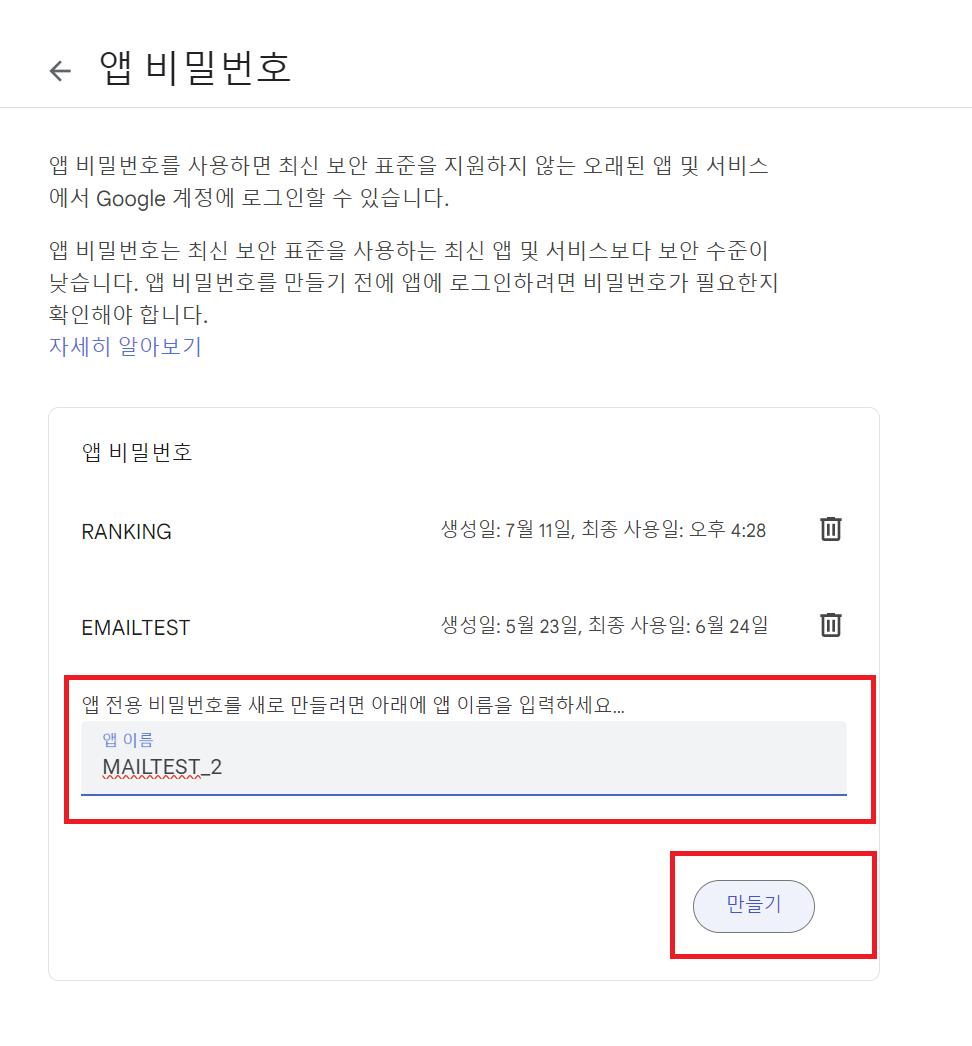 앱 비밀번호
앱 비밀번호를 사용하면 최신 보안 표준을 지원하지 않는 오래된 앱 및 서비스
에서 Google 계정에 로그인할 수 있습니다.
앱 비밀번호는 최신 보안 표준을 사용하는 최신 앱 및 서비스보다 보안 수준이
낮습니다. 앱 비밀번호를 만들기 전에 앱에 로그인하려면 비밀번호가 필요한지
확인해야 합니다.
자세히 알아보기
앱 비밀번호
RANKING 생성일: 7월 11일, 최종 사용일: 오후 4:28
EMAILTEST 생성일: 5월 23일, 최종 사용일: 6월 24일
앱 전용 비밀번호를 새로 만들려면 아래에 앱 이름을 입력하세요...
앱 이름
MAILTEST_2
만들기